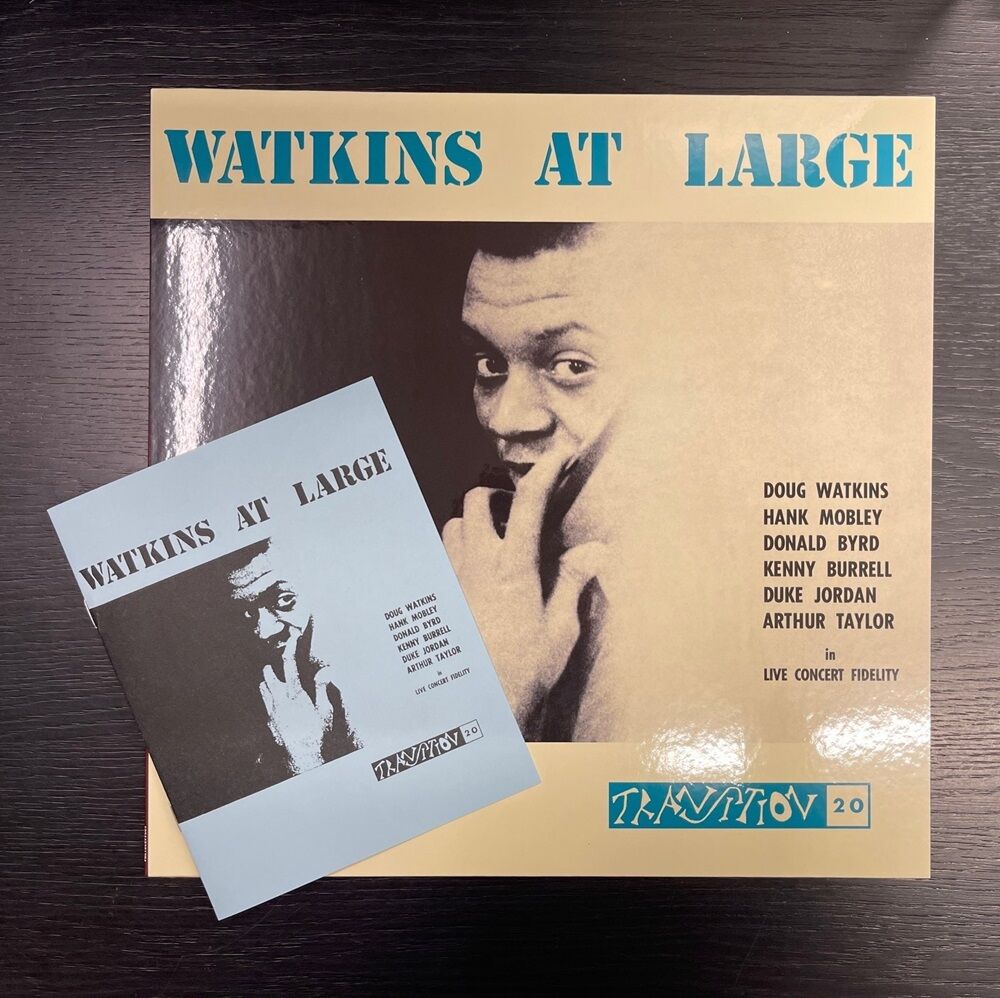 WATKINS AT LARGE
DOUG WATKINS
HANK MOBLEY
DONALD BYRD
KENNY BURRELL
DUKE JORDAN
ARTHUR TAYLOR
in
LIVE CONCERT FIDELITY
TRANSITION 20
WATKINS AT LARGE
DOUG WATKINS
HANK MOBLEY
DONALD BYRD
KENNY BURRELL
DUKE JORDAN
ARTHUR TAYLOR
in
LIVE CONCERT FIDELITY
TRANSITION 20